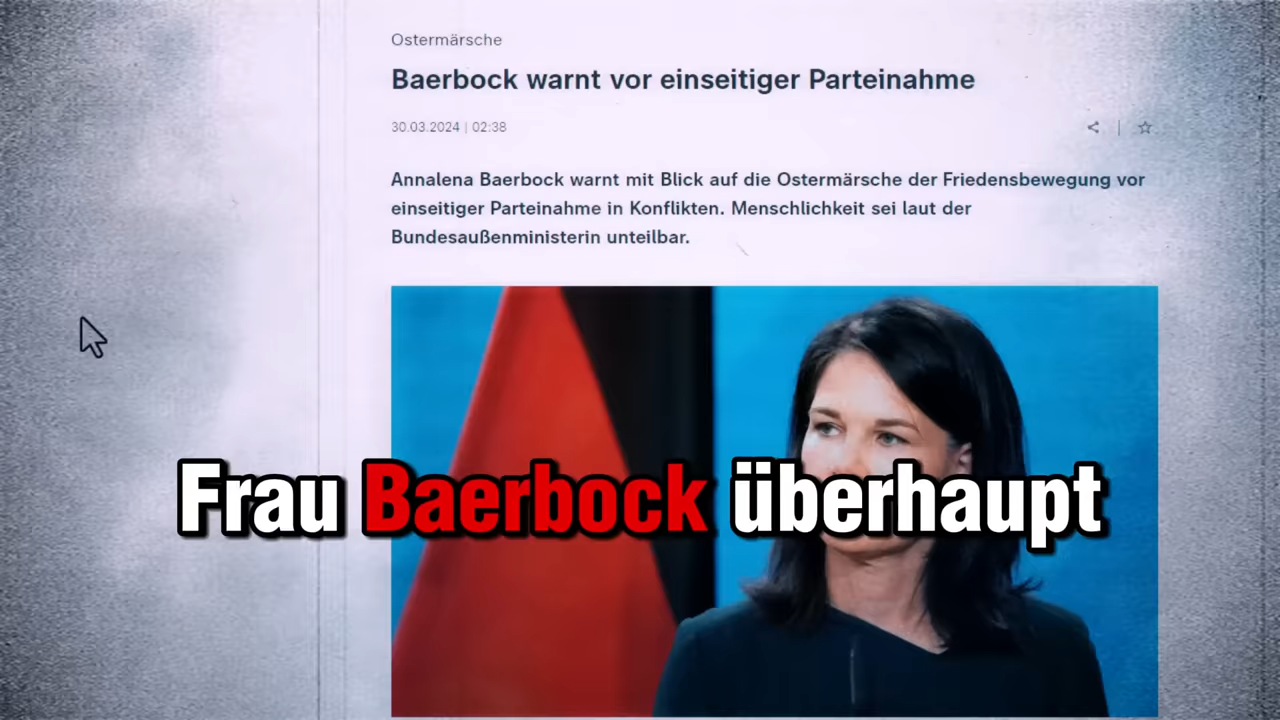 Ostermärsche
Baerbock warnt vor einseitiger Parteinahme
30.03.2024 | 02:38
Annalena Baerbock warnt mit Blick auf die Ostermärsche der Friedensbewegung vor
einseitiger Parteinahme in Konflikten. Menschlichkeit sei laut der
Bundesaußenministerin unteilbar.
Frau Baerbock überhaupt